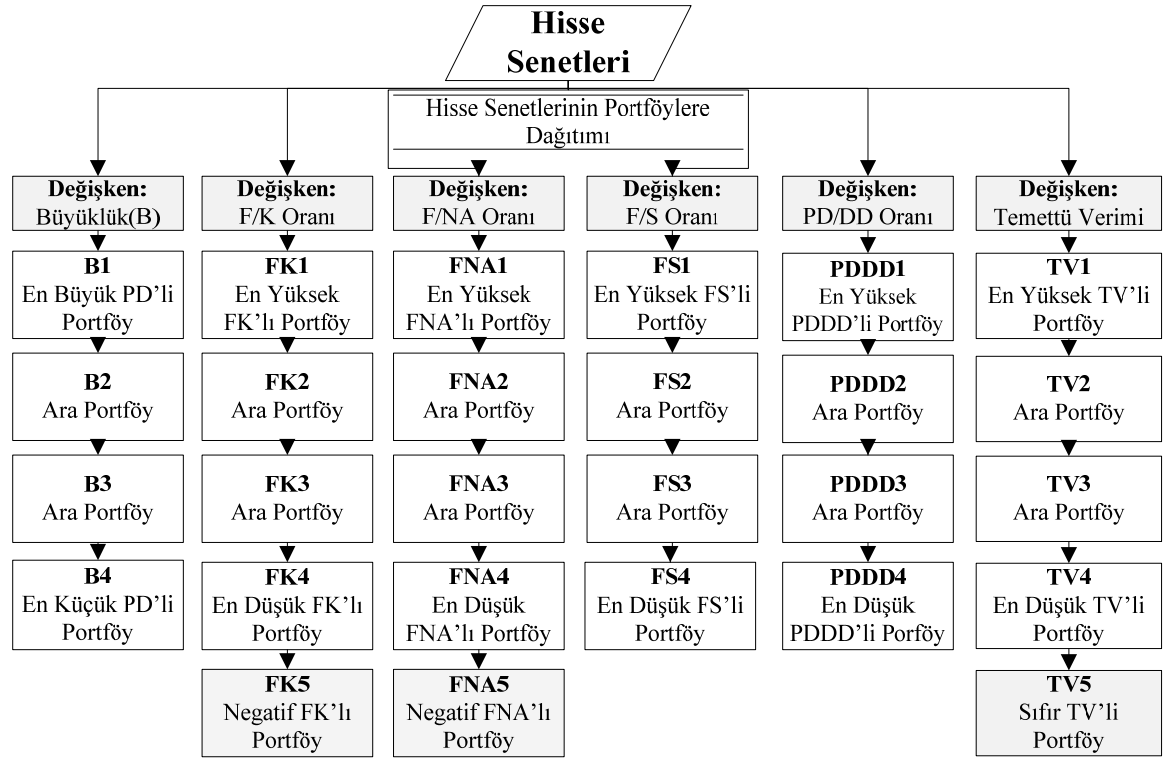 Hisse
Senetleri
Hisse Senetlerinin Portföylere
Dağıtımı
Değişken:
Büyüklük(B)
B1
En Büyük PD’li
Portföy
B2
Ara Portföy
B3
Ara Portföy
B4
En Küçük PD’li
Portföy
Değişken:
F/K Oranı
FK1
En Yüksek
FK’lı Portföy
FK2
Ara Portföy
FK3
Ara Portföy
FK4
En Düşük FK’lı
Portföy
FK5
Negatif FK’lı
Portföy
Değişken:
F/NA Oranı
FNA1
En Yüksek
FNA’lı Portföy
FNA2
Ara Portföy
FNA3
Ara Portföy
FNA4
En Düşük
FNA’lı Portföy
FNA5
Negatif FNA’lı
Portföy
Değişken:
F/S Oranı
FS1
En Yüksek FS’li
Portföy
FS2
Ara Portföy
FS3
Ara Portföy
FS4
En Düşük FS’li
Portföy
Değişken:
PD/DD Oranı
PDDD1
En Yüksek
PDDD’li Portföy
PDDD2
Ara Portföy
PDDD3
Ara Portföy
PDDD4
En Düşük
PDDD’li Porföy
Değişken:
Temettü Verimi
TV1
En Yüksek TV’li
Portföy
TV2
Ara Portföy
TV3
Ara Portföy
TV4
En Düşük TV’li
Portföy
TV5
Sıfır TV’li
Portföy